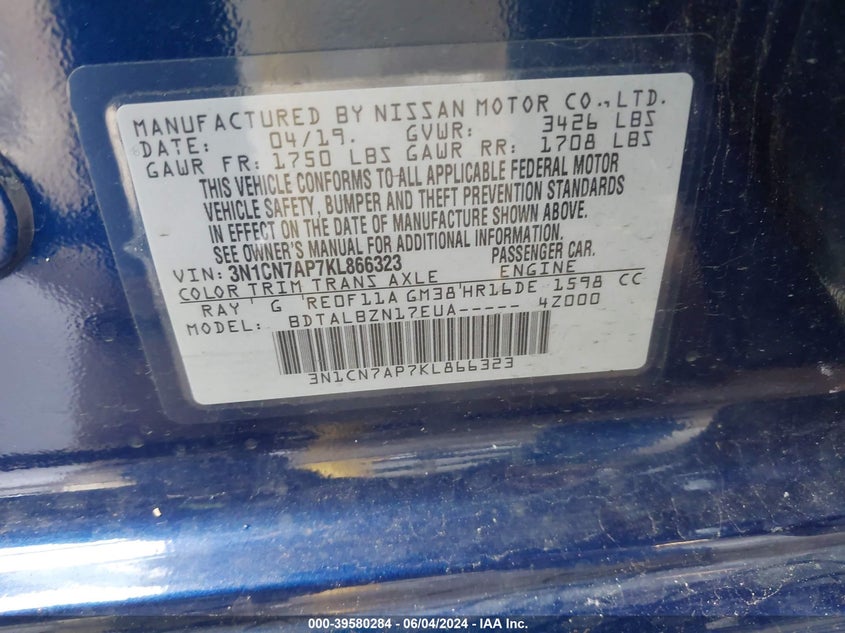 MANUFACTURED BY NISSAN MOTOR CO.,LTD.
DATE: 04/19. GVWR: 3426 LBS
GAWR FR: 1750 LBS GAWR RR: 1708 LBS
THIS VEHICLE CONFORMS TO ALL APPLICABLE FEDERAL MOTOR
VEHICLE SAFETY, BUMPER AND THEFT PREVENTION STANDARDS
IN EFFECT ON THE DATE OF MANUFACTURE SHOWN ABOVE.
SEE OWNER'S MANUAL FOR ADDITIONAL INFORMATION.
VIN: 3N1CN7AP7KL866323 PASSENGER CAR.
COLOR TRIM TRANS AXLE ENGINE
RAY' G 'RE0F11A GM38'HR16DE 1598 CC
MODEL: BDTALBZN17EUA----- 4Z000
3N1CN7AP7KL866323
000-39580284 | 06/04/2024 - IAA Inc.